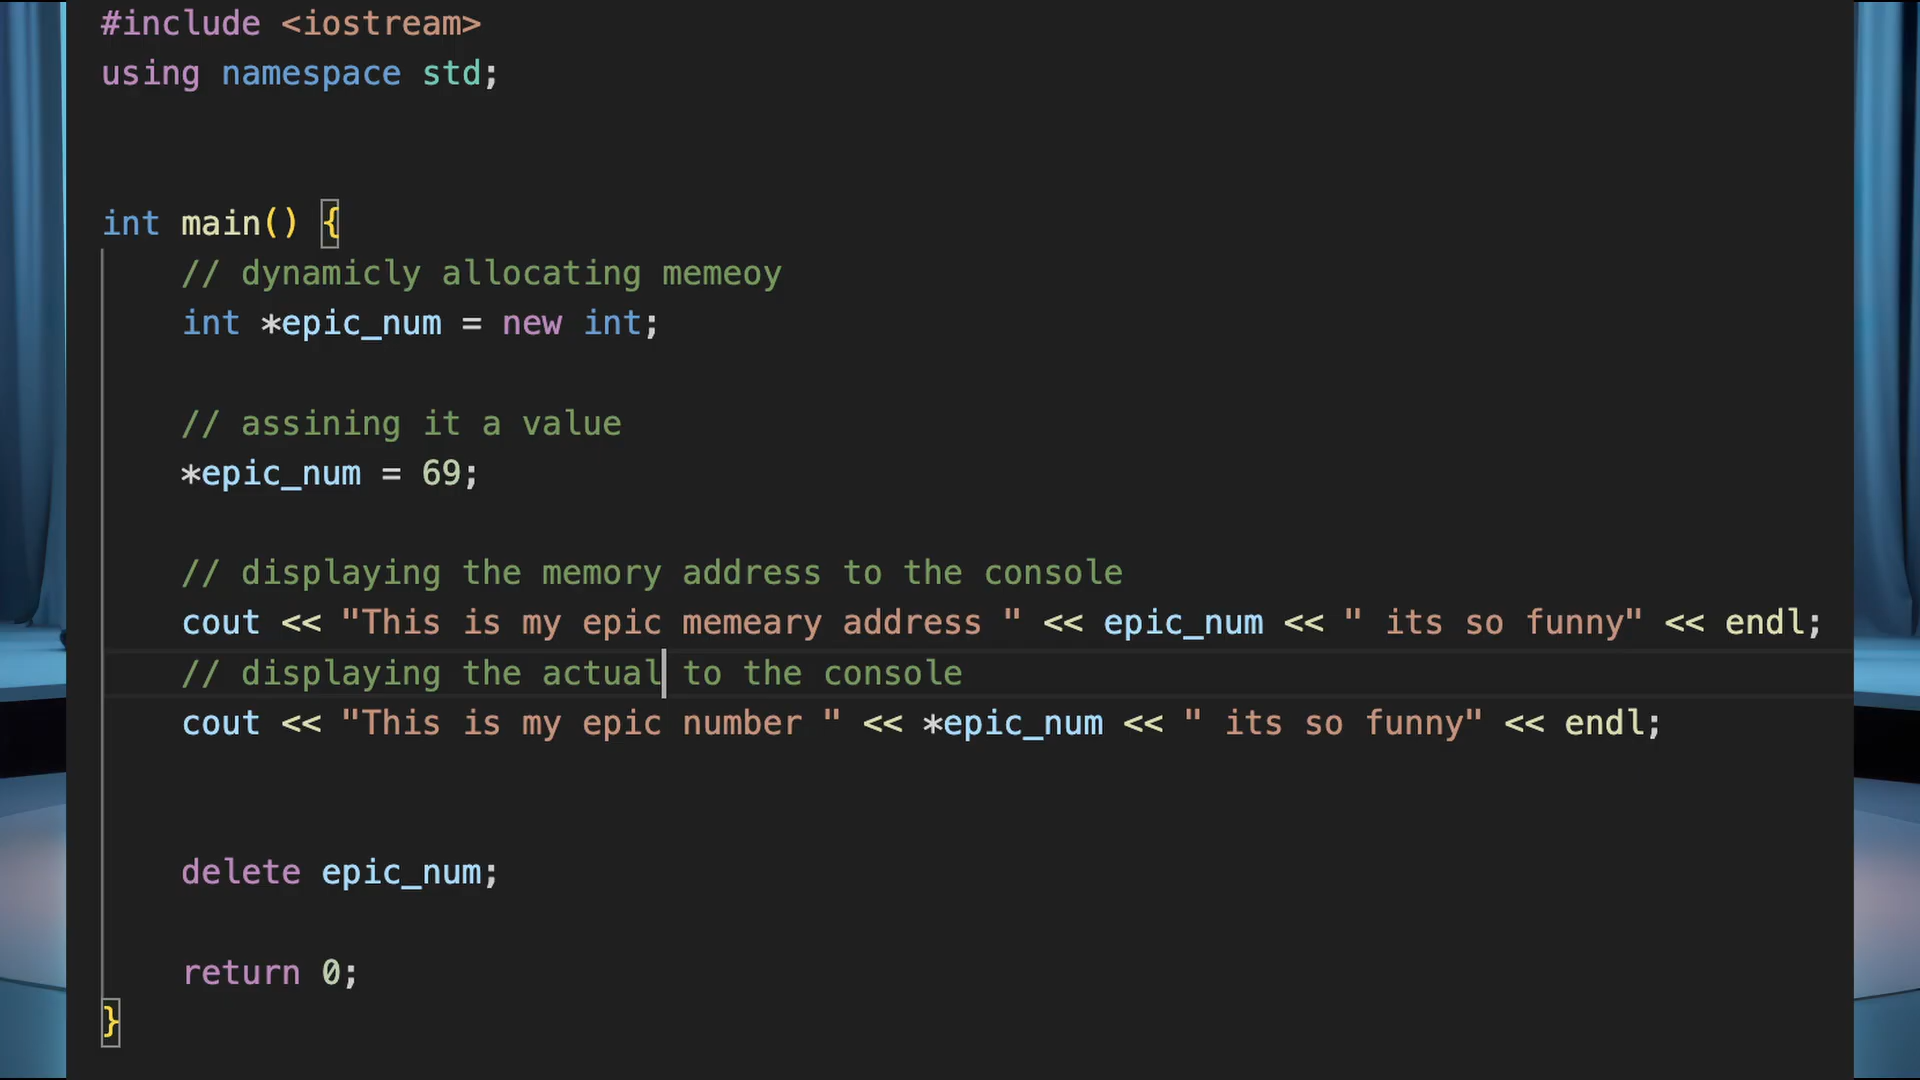 #include <iostream>
using namespace std;
int main() {
// dynamicly allocating memeoy
int *epic_num = new int;
// assining it a value
*epic_num = 69;
// displaying the memory address to the console
cout << "This is my epic memeary address " << epic_num << " its so funny" << endl;
// displaying the actual to the console
cout << "This is my epic number " << *epic_num << " its so funny" << endl;
delete epic_num;
return 0;
}